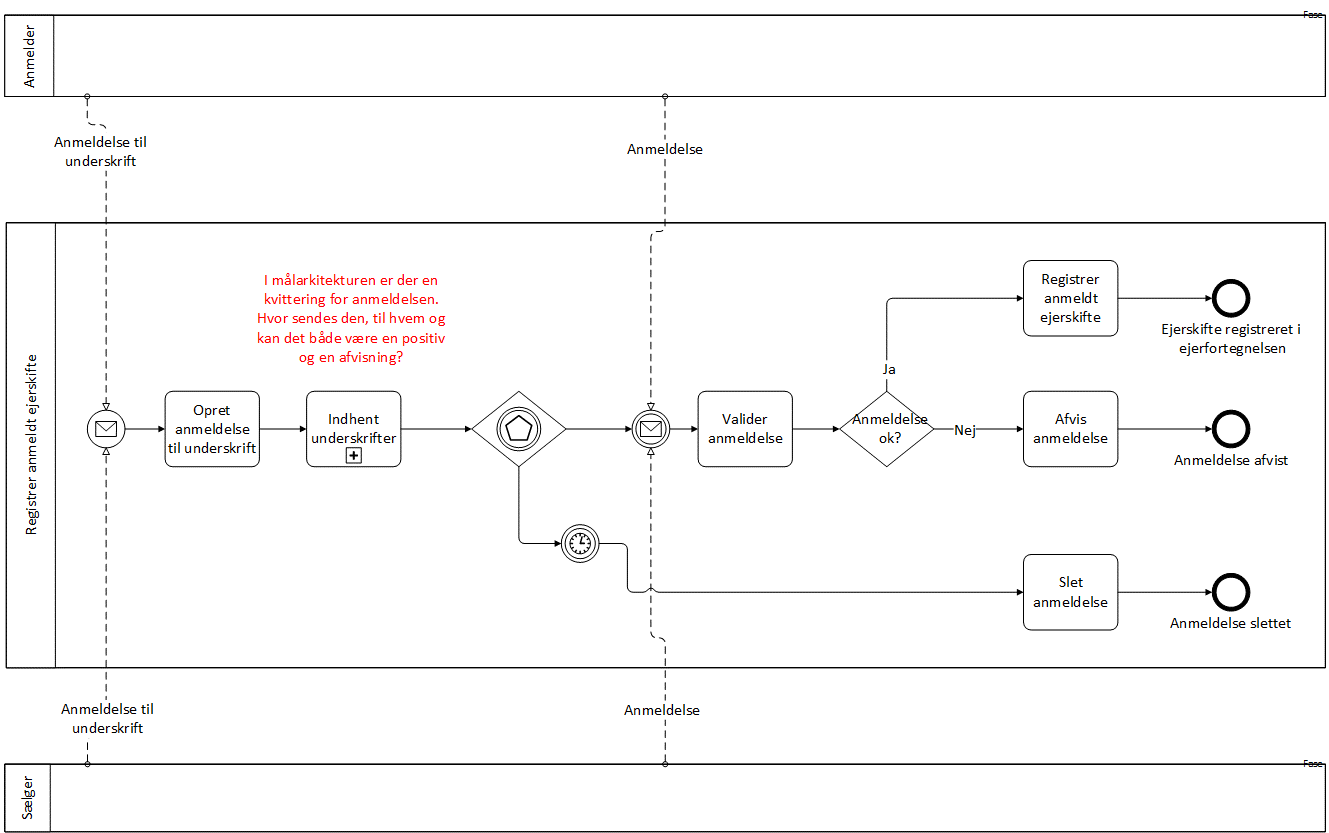 Fase
Anmelder
Anmeldelse til
underskrift
Anmeldelse
Registrer anmeldt ejerskifte
I målarkitekturen er der en
kvittering for anmeldelsen.
Hvor sendes den, til hvem og
kan det både være en positiv
og en afvisning?
Registrer
anmeldt
ejerskifte
Ejerskifte registreret i
ejerfortegnelsen
Ja
Opret
anmeldelse
til underskrift
Indhent
underskrifter
Valider
anmeldelse
Anmeldelse
ok?
Nej
Afvis
anmeldelse
Anmeldelse afvist
Slet
anmeldelse
Anmeldelse slettet
Anmeldelse til
underskrift
Anmeldelse
Fase
Sælger